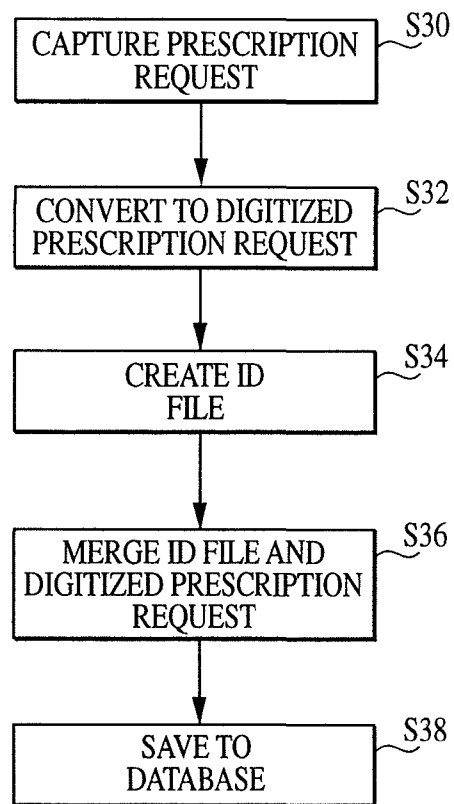 S30
CAPTURE PRESCRIPTION
REQUEST
S32
CONVERT TO DIGITIZED
PRESCRIPTION REQUEST
S34
CREATE ID
FILE
S36
MERGE ID FILE AND
DIGITIZED PRESCRIPTION
REQUEST
S38
SAVE TO
DATABASE